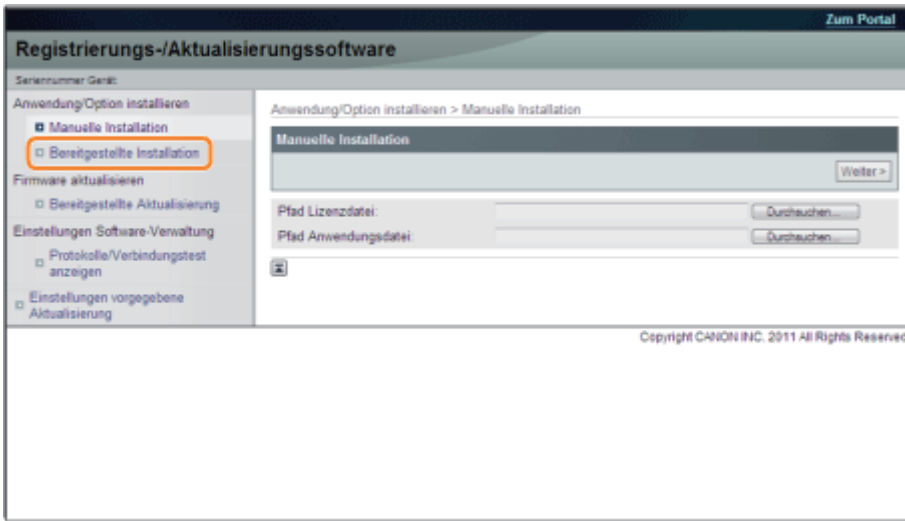 Zum Portal
Registrierungs-/Aktualisierungssoftware
Seriennummer Gerät:
Anwendung/Option installieren
Manuelle Installation
Bereitgestellte Installation
Firmware aktualisieren
Bereitgestellte Aktualisierung
Einstellungen Software-Verwaltung
Protokolle/Verbindungstest
anzeigen
Einstellungen vorgegebene
Aktualisierung
Anwendung/Option installieren > Manuelle Installation
Manuelle Installation
Weiter >
Pfad Lizenzdatei: Durchsuchen...
Pfad Anwendungsdatei: Durchsuchen...
Copyright CANON INC. 2011 All Rights Reserved